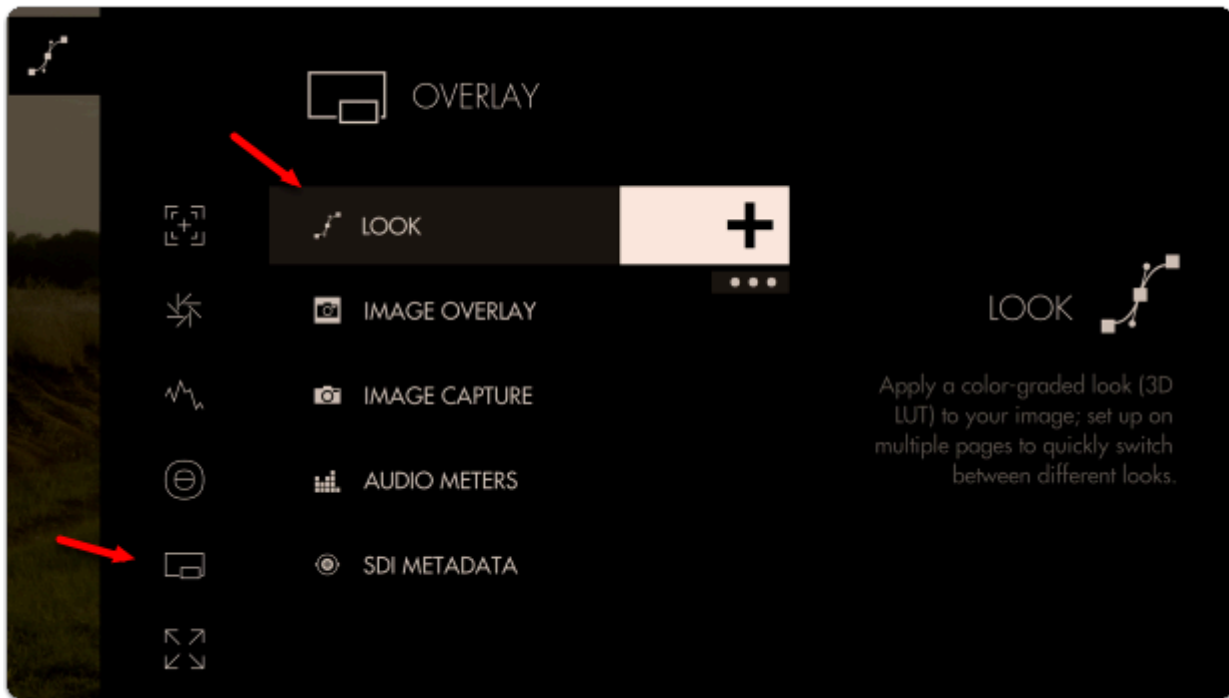 OVERLAY
LOOK
IMAGE OVERLAY
IMAGE CAPTURE
AUDIO METERS
SDI METADATA
LOOK
Apply a color-graded look (3D
LUT) to your image; set up on
multiple pages to quickly switch
between different looks.